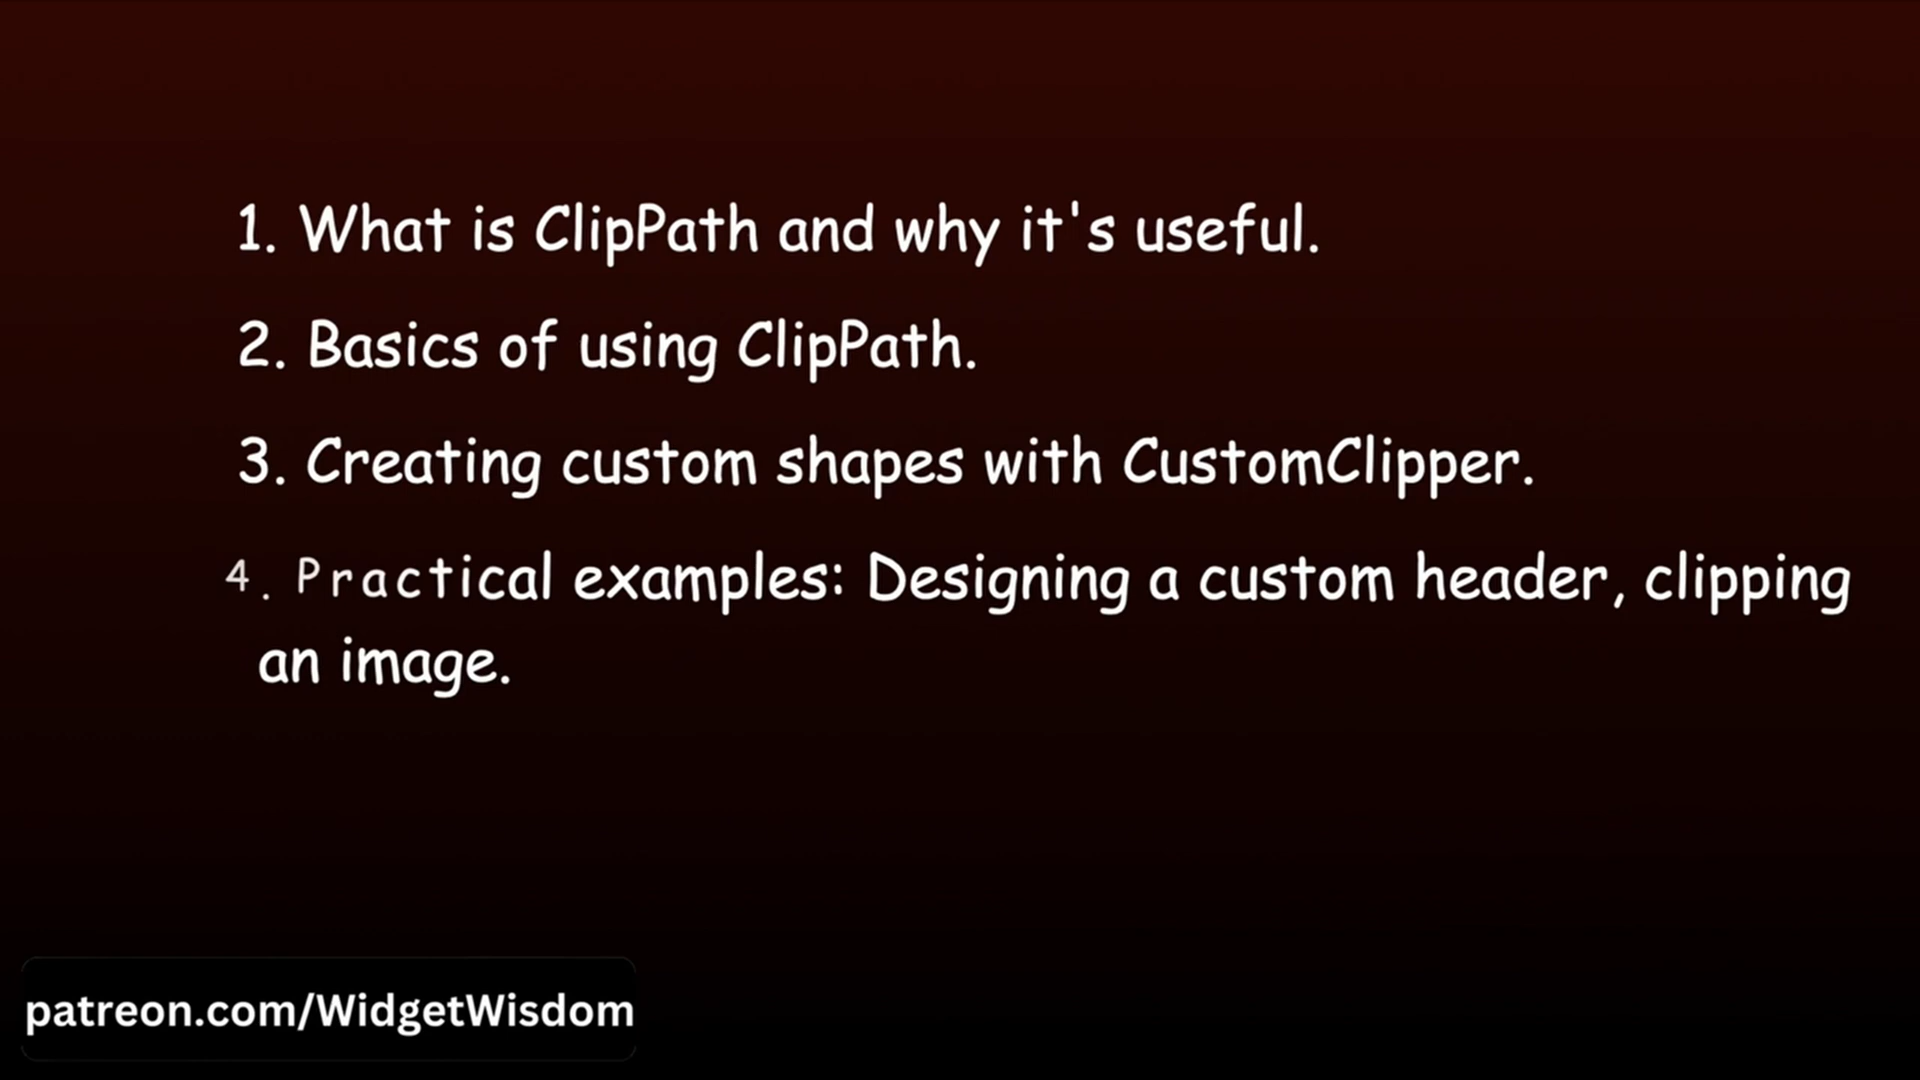 1. What is ClipPath and why it's useful.
2. Basics of using ClipPath.
3. Creating custom shapes with CustomClipper.
4. Practical examples: Designing a custom header, clipping
an image.
patreon.com/WidgetWisdom